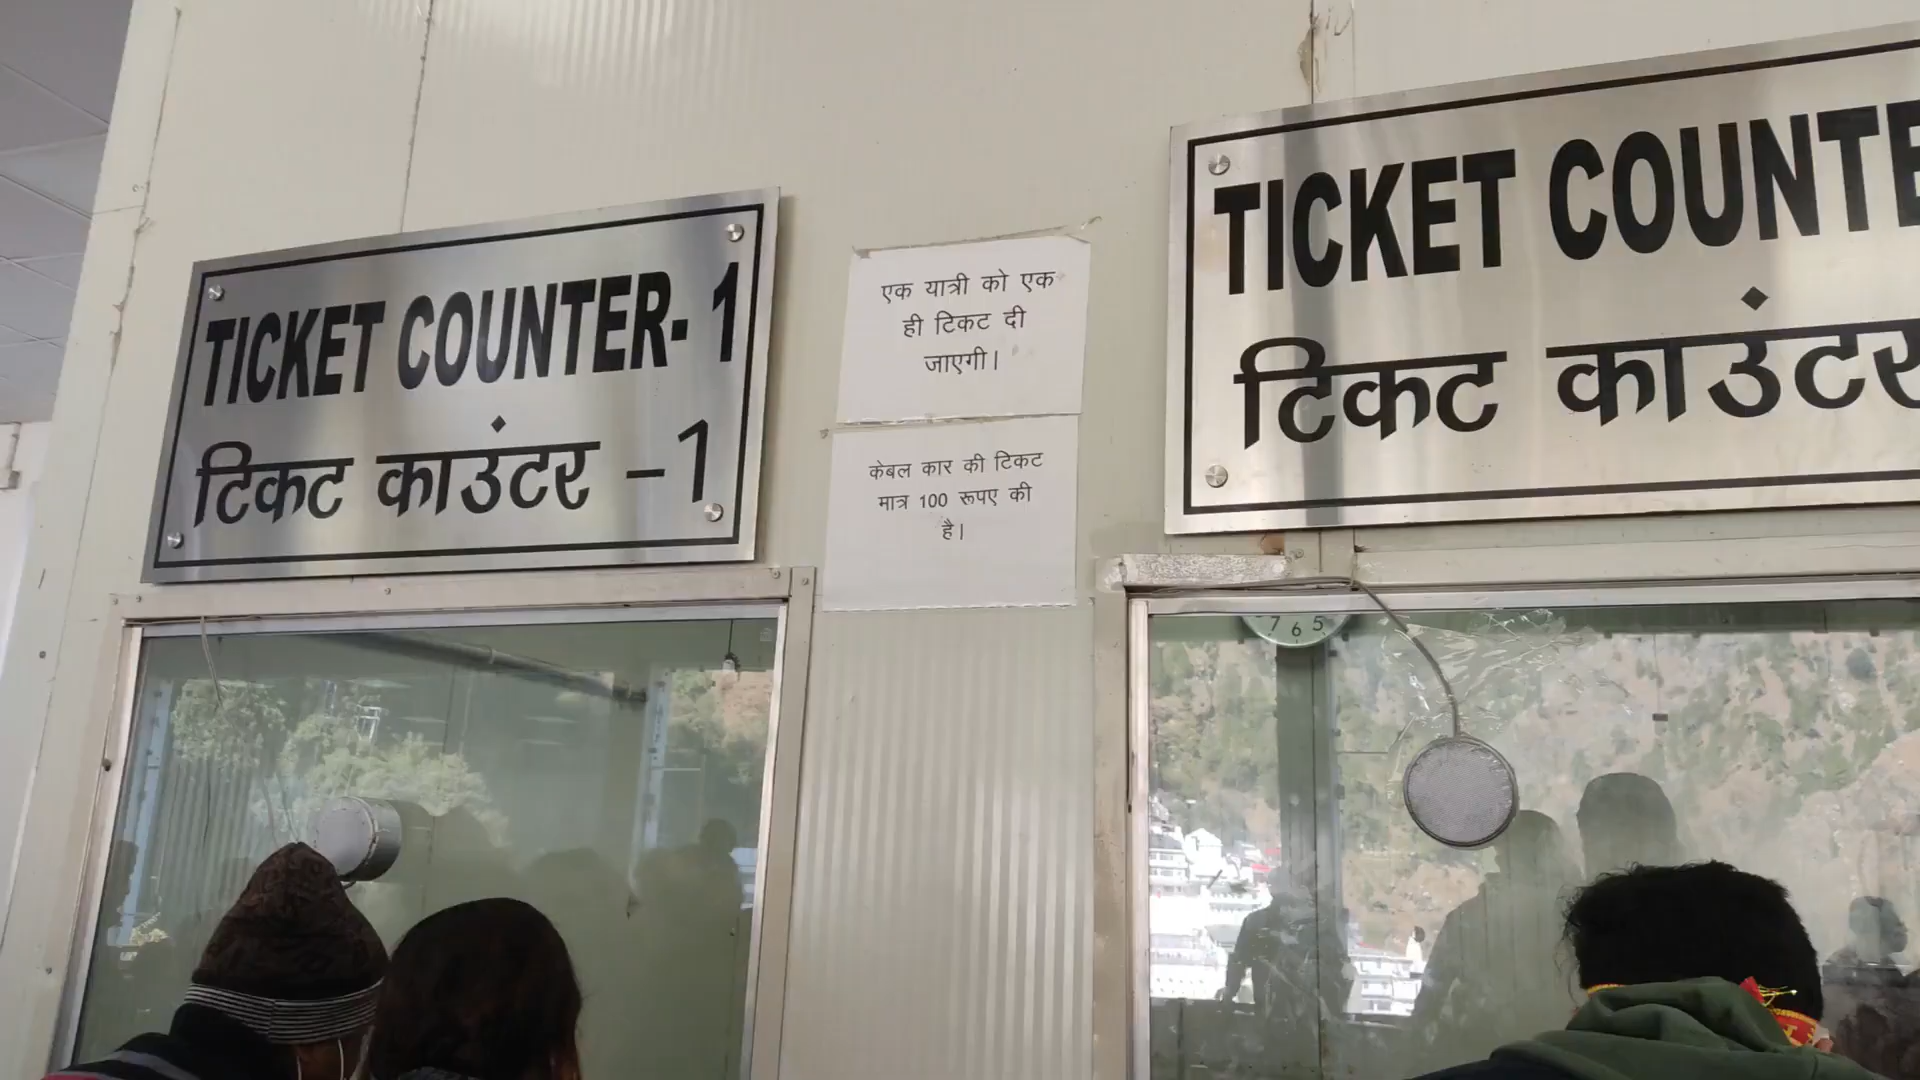 TICKET COUNTER- 1
टिकट काउंटर -1
एक यात्री को एक
ही टिकट दी
जाएगी।
केबल कार की टिकट
मात्र 100 रूपए की
है।
TICKET COUNTE
टिकट काउंटर
7 6 5